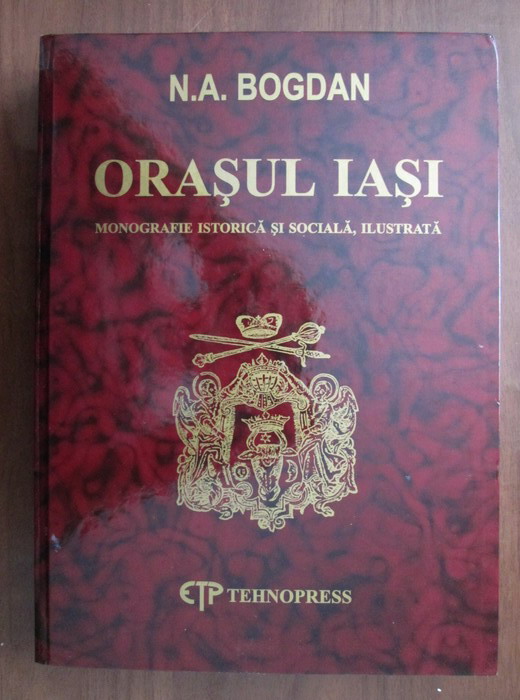 N.A. BOGDAN
ORAŞUL IAŞI
MONOGRAFIE ISTORICĂ ŞI SOCIALĂ, ILUSTRATĂ
ETP TEHNOPRESS